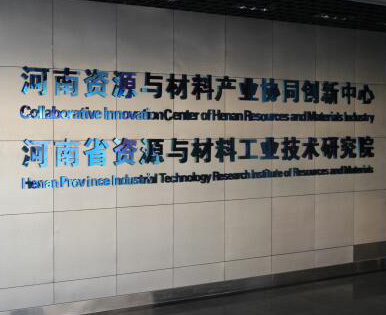 河南资源与材料产业协同创新中心
Collaborative Innovation Center of Henan Resources and Materials Industry
河南省资源与材料工业技术研究院
Henan Province Industrial Technology Research Institute of Resources and Materials